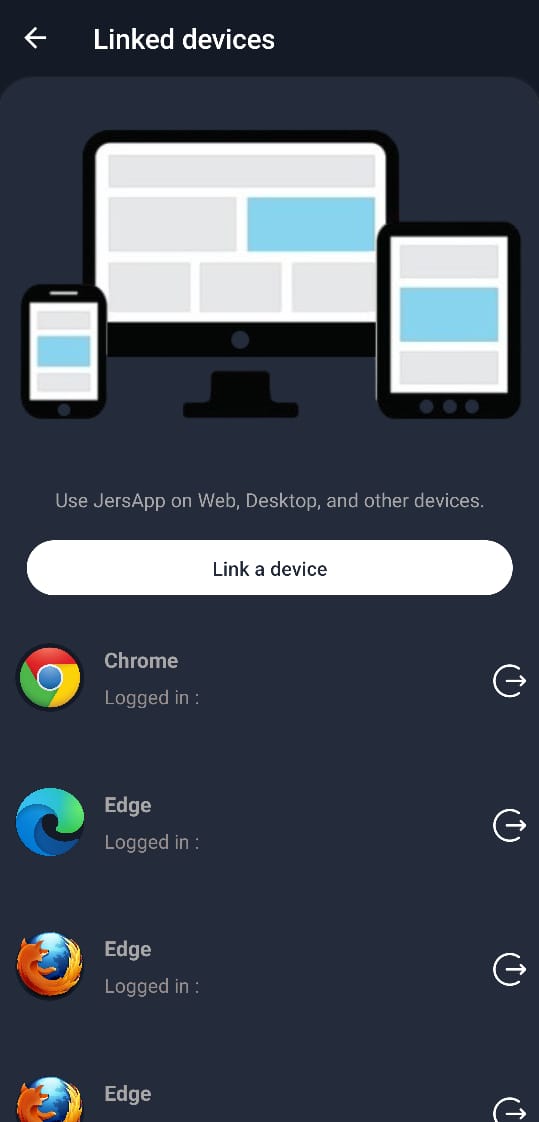 Linked devices
Use JersApp on Web, Desktop, and other devices.
Link a device
Chrome
Logged in :
Edge
Logged in :
Edge
Logged in :
Edge